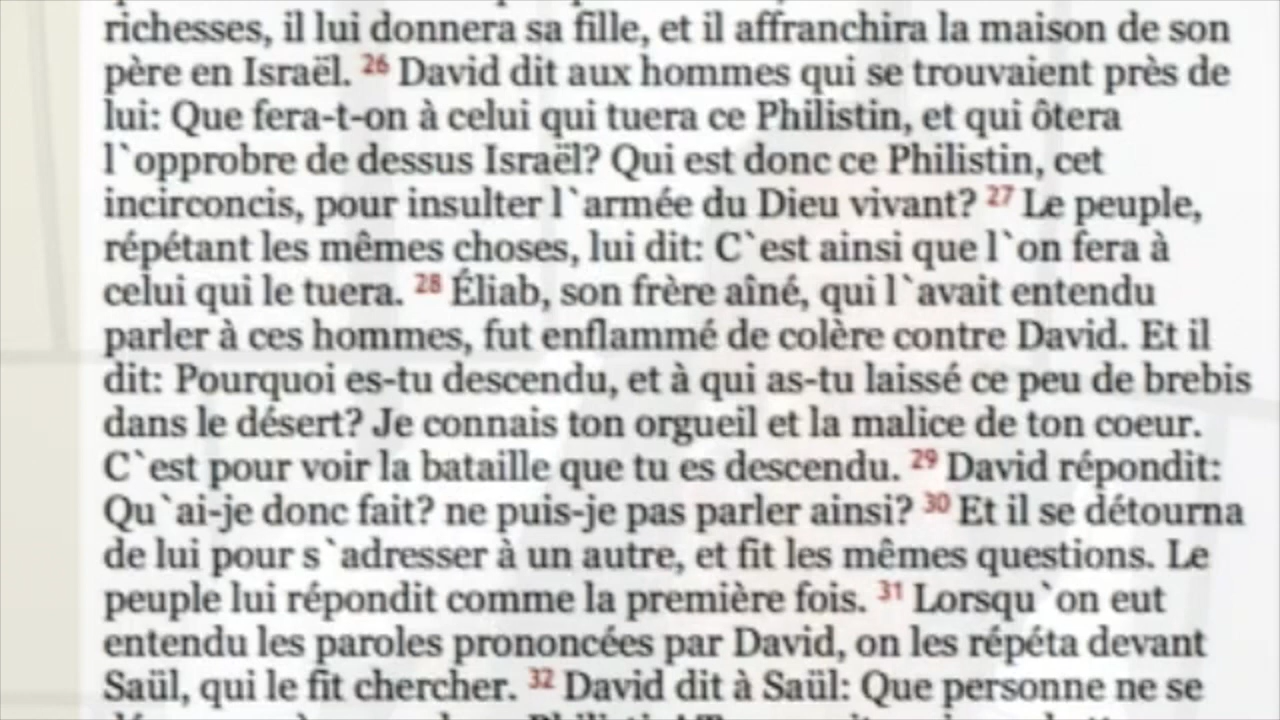 richesses, il lui donnera sa fille, et il affranchira la maison de son
père en Israël. 26 David dit aux hommes qui se trouvaient près de
lui: Que fera-t-on à celui qui tuera ce Philistin, et qui ôtera
l`opprobre de dessus Israël? Qui est donc ce Philistin, cet
incirconcis, pour insulter l`armée du Dieu vivant? 27 Le peuple,
répétant les mêmes choses, lui dit: C`est ainsi que l`on fera à
celui qui le tuera. 28 Éliab, son frère aîné, qui l`avait entendu
parler à ces hommes, fut enflammé de colère contre David. Et il
dit: Pourquoi es-tu descendu, et à qui as-tu laissé ce peu de brebis
dans le désert? Je connais ton orgueil et la malice de ton coeur.
C`est pour voir la bataille que tu es descendu. 29 David répondit:
Qu`ai-je donc fait? ne puis-je pas parler ainsi? 30 Et il se détourna
de lui pour s`adresser à un autre, et fit les mêmes questions. Le
peuple lui répondit comme la première fois. 31 Lorsqu`on eut
entendu les paroles prononcées par David, on les répéta devant
Saül, qui le fit chercher. 32 David dit à Saül: Que personne ne se